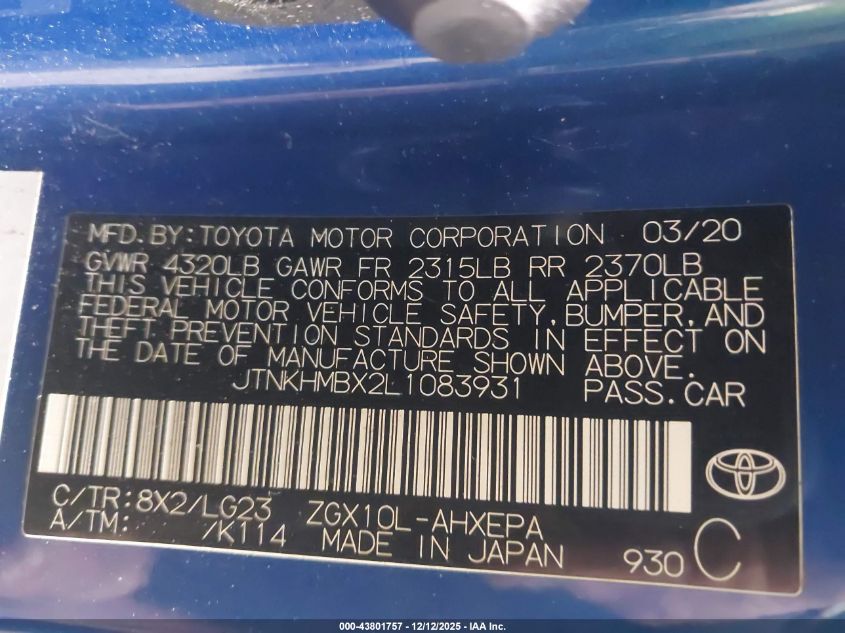 MFD.BY:TOYOTA MOTOR CORPORATION 03/20
GVWR 4320LB GAWR FR 2315LB RR 2370LB
THIS VEHICLE CONFORMS TO ALL APPLICABLE
FEDERAL MOTOR VEHICLE SAFETY,BUMPER,AND
THEFT PREVENTION STANDARDS IN EFFECT ON
THE DATE OF MANUFACTURE SHOWN ABOVE.
JTNKHMBX2L1083931 PASS.CAR
C/TR:8X2/LG23 ZGX10L-AHXEPA
A/TM: /K114 MADE IN JAPAN 930 C
000-43801757 - 12/12/2025 - IAA Inc.